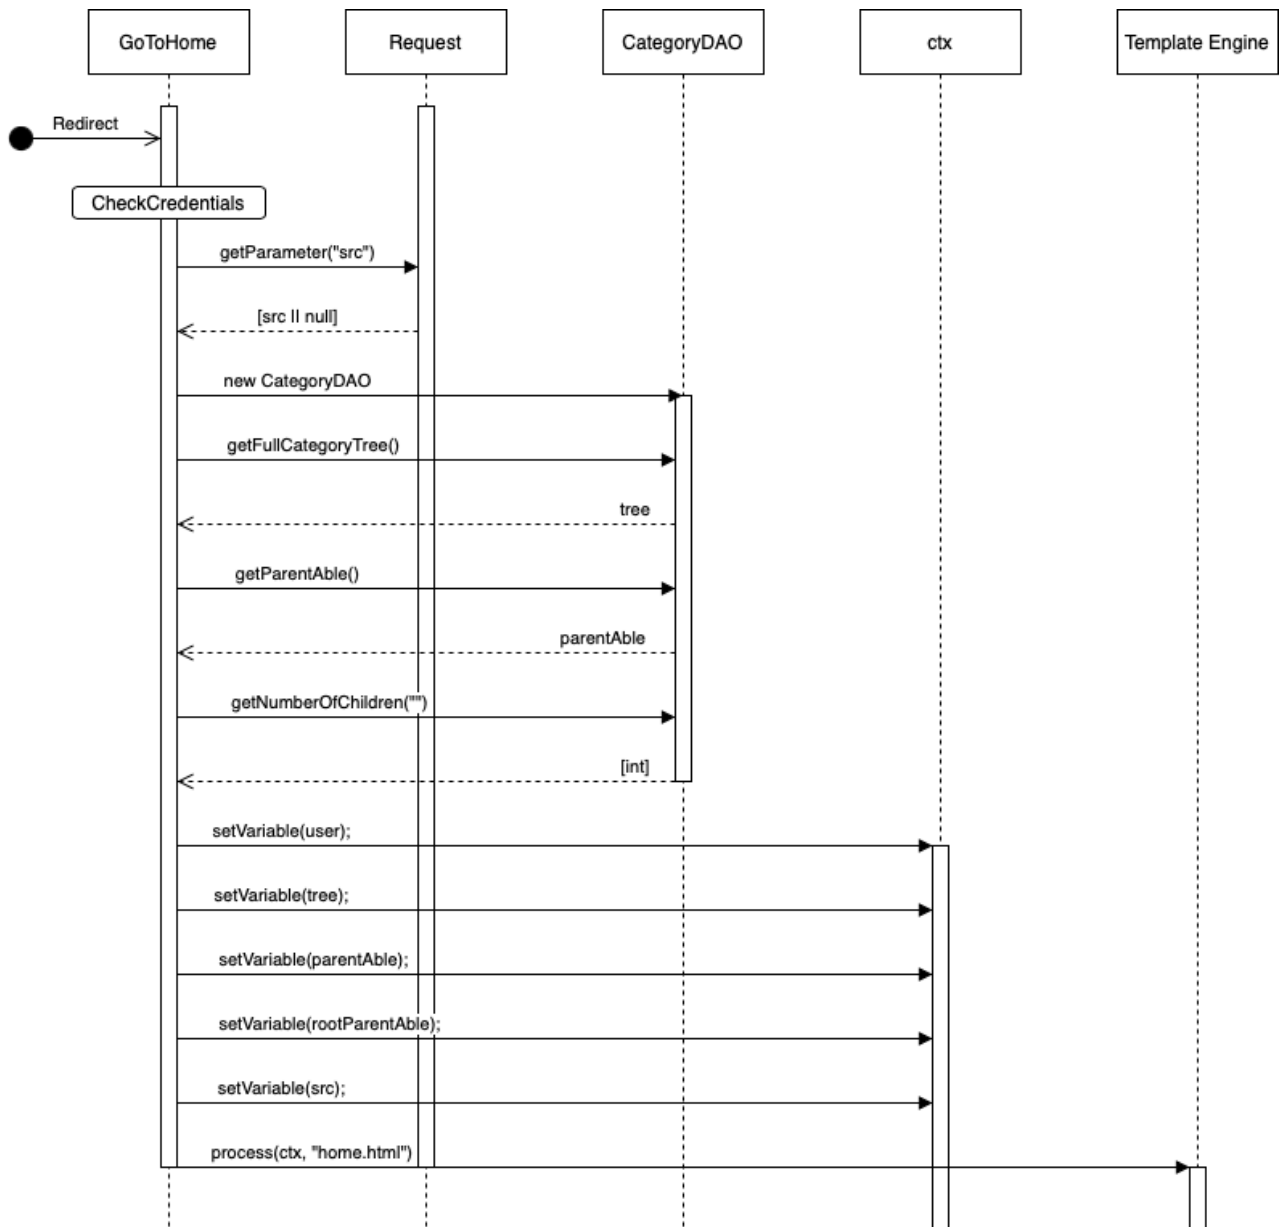 GoToHome
Request
CategoryDAO
ctx
Template Engine
Redirect
CheckCredentials
getParameter("src")
[src || null]
new CategoryDAO
getFullCategoryTree()
tree
getParentAble()
parentAble
getNumberOfChildren("")
[int]
setVariable(user);
setVariable(tree);
setVariable(parentAble);
setVariable(rootParentAble);
setVariable(src);
process(ctx, "home.html")